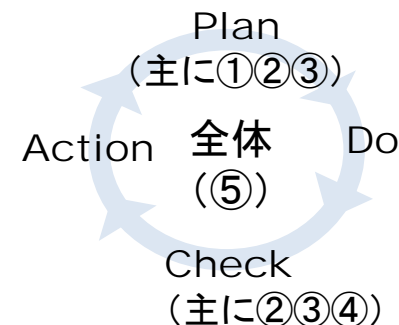 Plan
（主に①②③）
Action
全体
（⑤）
Do
Check
（主に②③④）